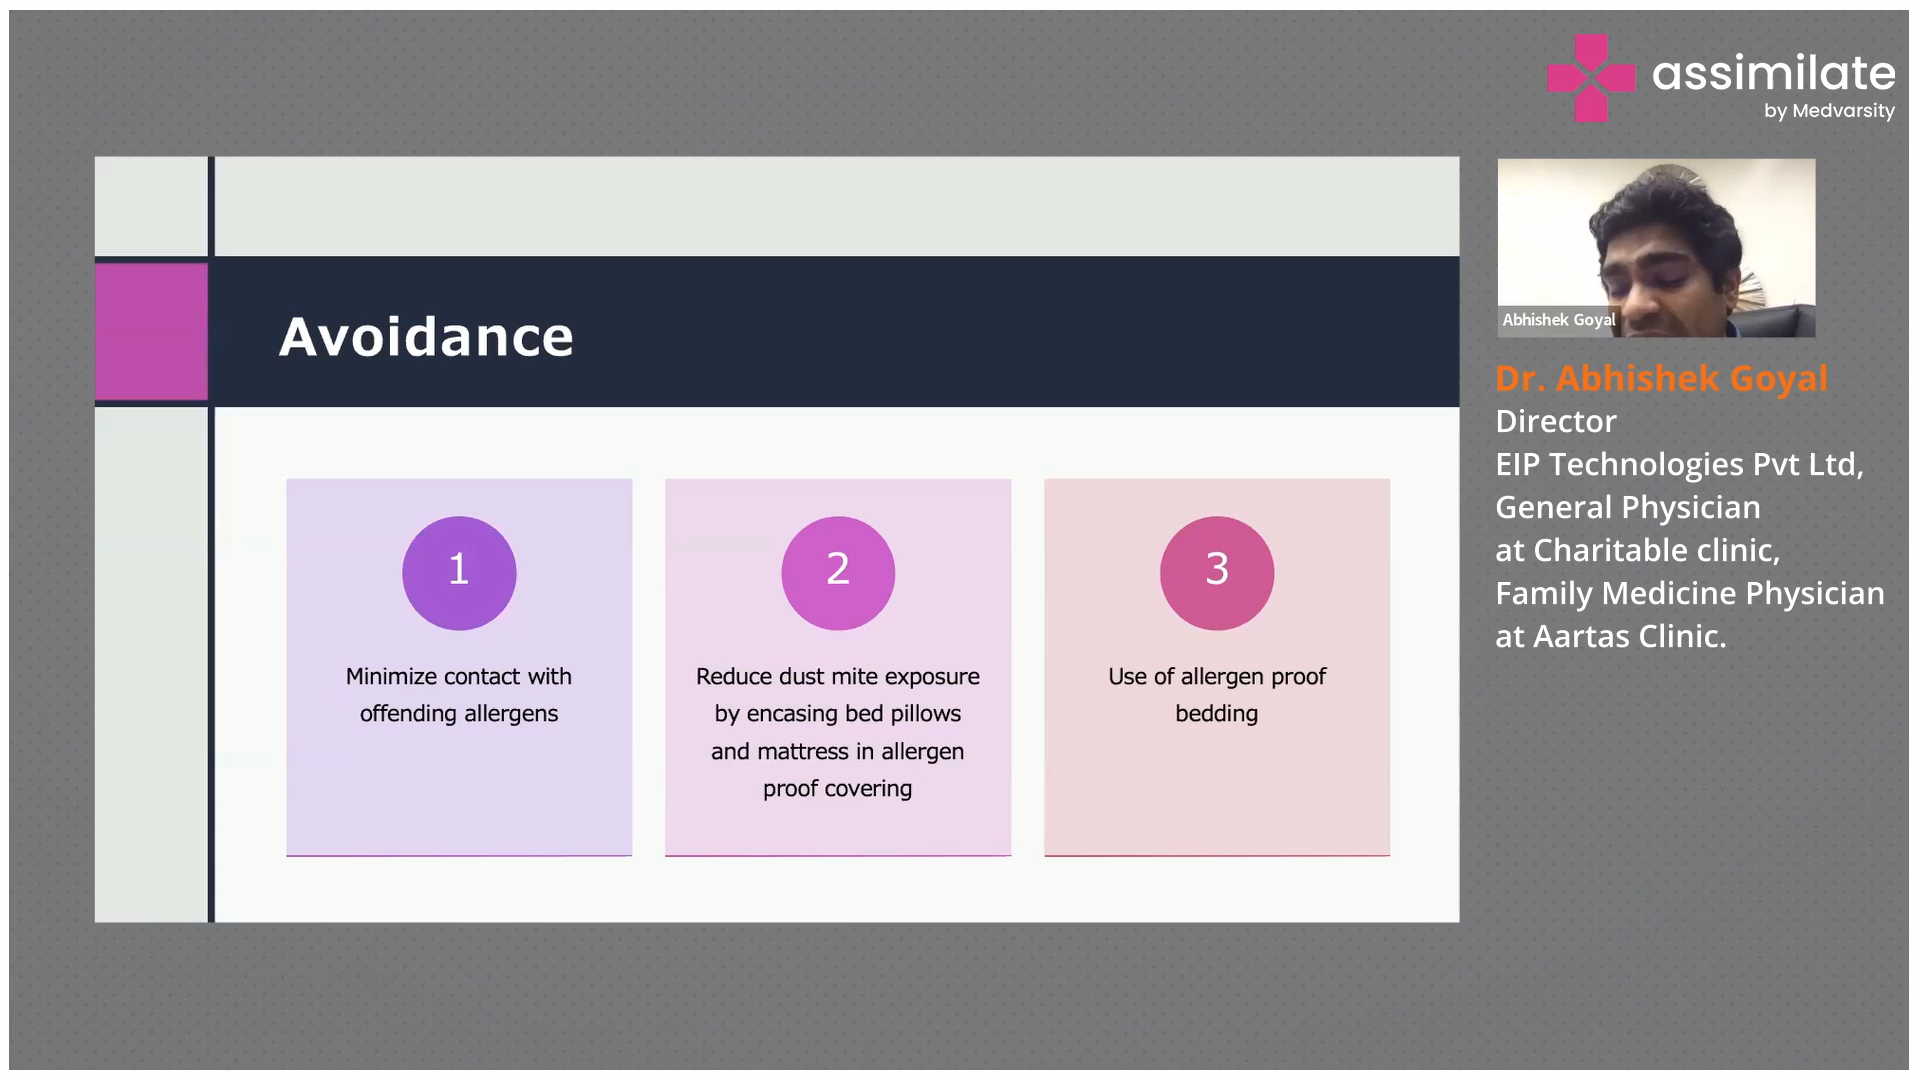 assimilate
by Medvarsity
Avoidance
1
Minimize contact with
offending allergens
2
Reduce dust mite exposure
by encasing bed pillows
and mattress in allergen
proof covering
3
Use of allergen proof
bedding
Abhishek Goyal
Dr. Abhishek Goyal
Director
EIP Technologies Pvt Ltd,
General Physician
at Charitable clinic,
Family Medicine Physician
at Aartas Clinic.